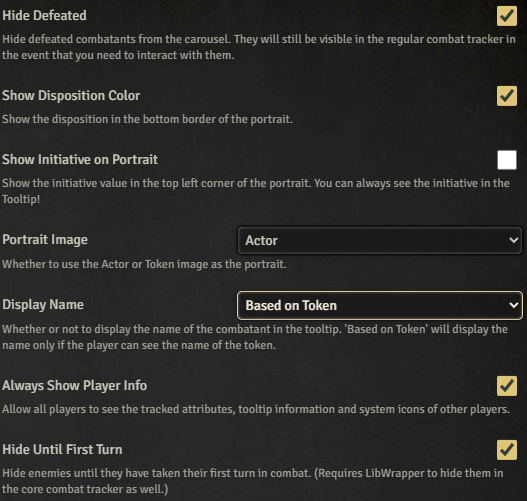 Hide Defeated
Hide defeated combatants from the carousel. They will still be visible in the regular combat tracker in
the event that you need to interact with them.
Show Disposition Color
Show the disposition in the bottom border of the portrait.
Show Initiative on Portrait
Show the initiative value in the top left corner of the portrait. You can always see the initiative in the
Tooltip!
Portrait Image
Actor
Whether to use the Actor or Token image as the portrait.
Display Name
Based on Token
Whether or not to display the name of the combatant in the tooltip. 'Based on Token' will display the
name only if the player can see the name of the token.
Always Show Player Info
Allow all players to see the tracked attributes, tooltip information and system icons of other players.
Hide Until First Turn
Hide enemies until they have taken their first turn in combat. (Requires LibWrapper to hide them in
the core combat tracker as well.)